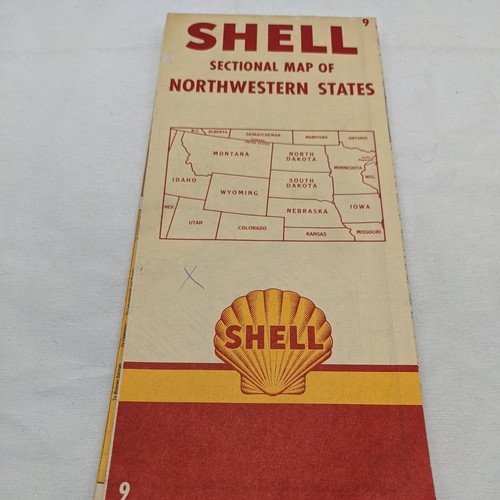 9
SHELL
SECTIONAL MAP OF
NORTHWESTERN STATES
B.C. ALBERTA SASKATCHEWAN MANITOBA ONTARIO
MONTANA
NORTH
DAKOTA
MINNESOTA
WIS.
IDAHO
WYOMING
SOUTH
DAKOTA
NEBRASKA
IOWA
NEV.
UTAH
COLORADO
KANSAS
MISSOURI
X
SHELL
9